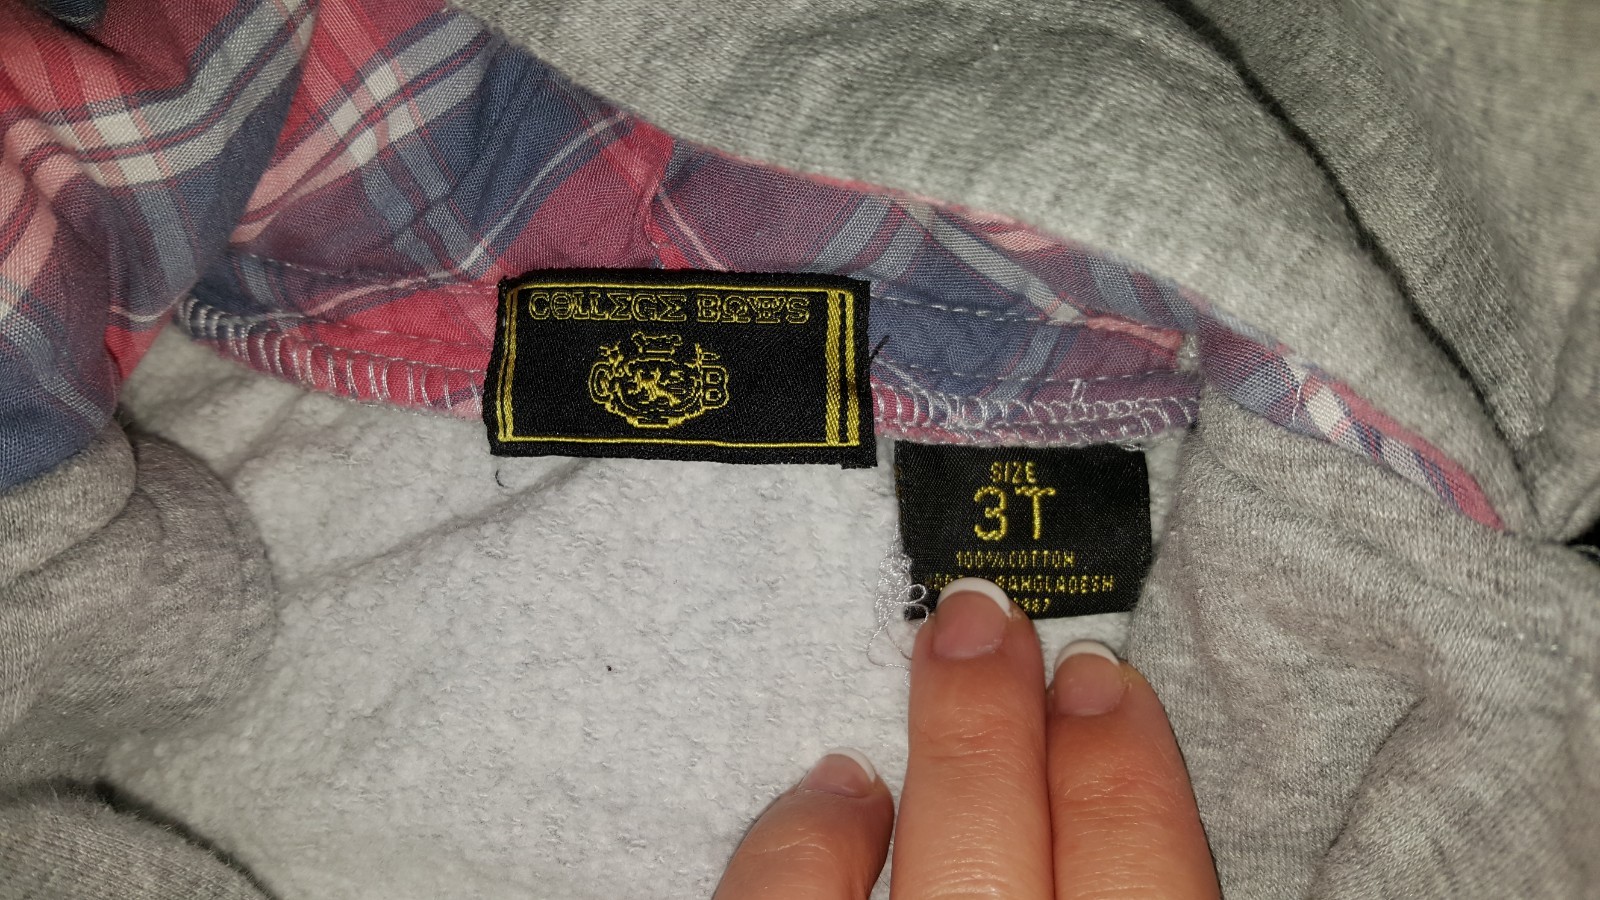 COLLEGE BOYS
C B
SIZE
3T
100% COTTON
BANGLADESH